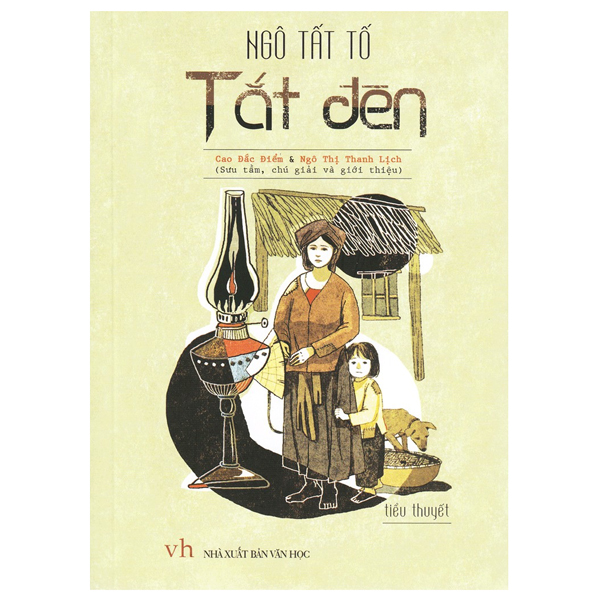 NGÔ TẤT TỐ
Tắt đèn
Cao Đắc Điểm & Ngô Thị Thanh Lịch
(Sưu tầm, chú giải và giới thiệu)
tiểu thuyết
vh NHÀ XUẤT BẢN VĂN HỌC